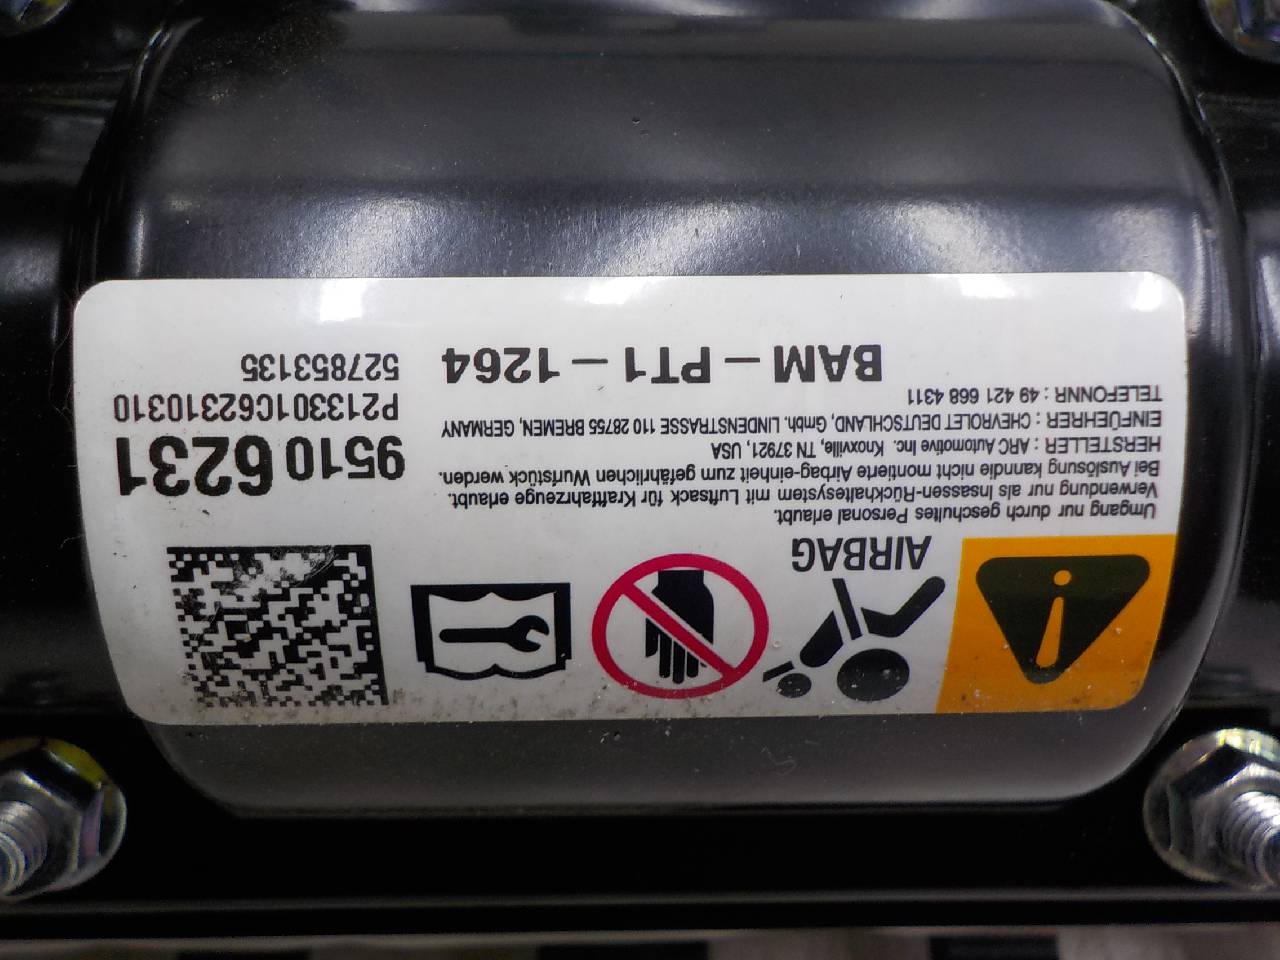 AIRBAG
Umgang nur durch geschultes Personal erlaubt.
Verwendung nur als Insassen-Rückhaltesystem mit Luftsack für Kraftfahrzeuge erlaubt.
Bei Auslösung kanndie nicht montierte Airbag-einheit zum gefährlichen Wurfstück werden.
HERSTELLER : ARC Automotive Inc. Knoxville, TN 37921, USA
EINFÜEHRER : CHEVROLET DEUTSCHLAND, Gmbh. LINDENSTRASSE 110 28755 BREMEN, GERMANY
TELEFONNR : 49 421 668 4311
BAM – PT1 – 1264
9510 6231
P213301C62310310
527853135